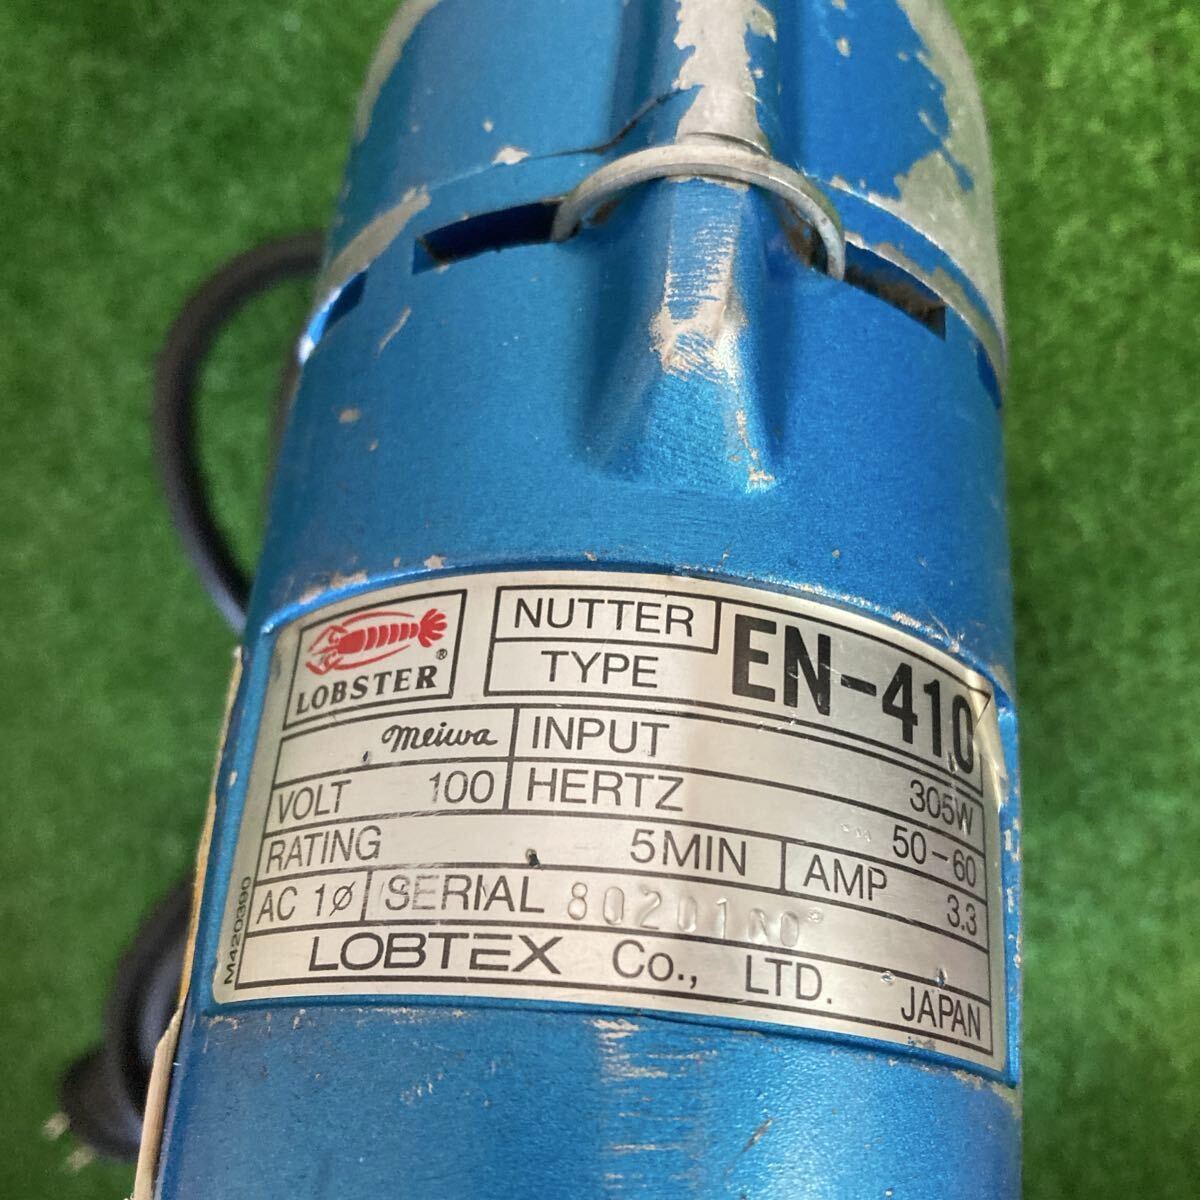 LOBSTER®
NUTTER
TYPE
EN-410
meiwa
INPUT
305W
VOLT 100
HERTZ
50-60
RATING 5MIN
AMP 3.3
AC 1ø
SERIAL
LOBTEX Co., LTD. JAPAN
M420390